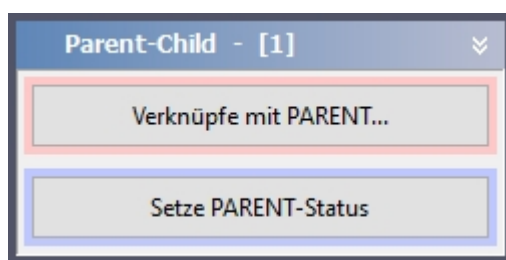 Parent-Child - [1]
Verknüpfe mit PARENT...
Setze PARENT-Status